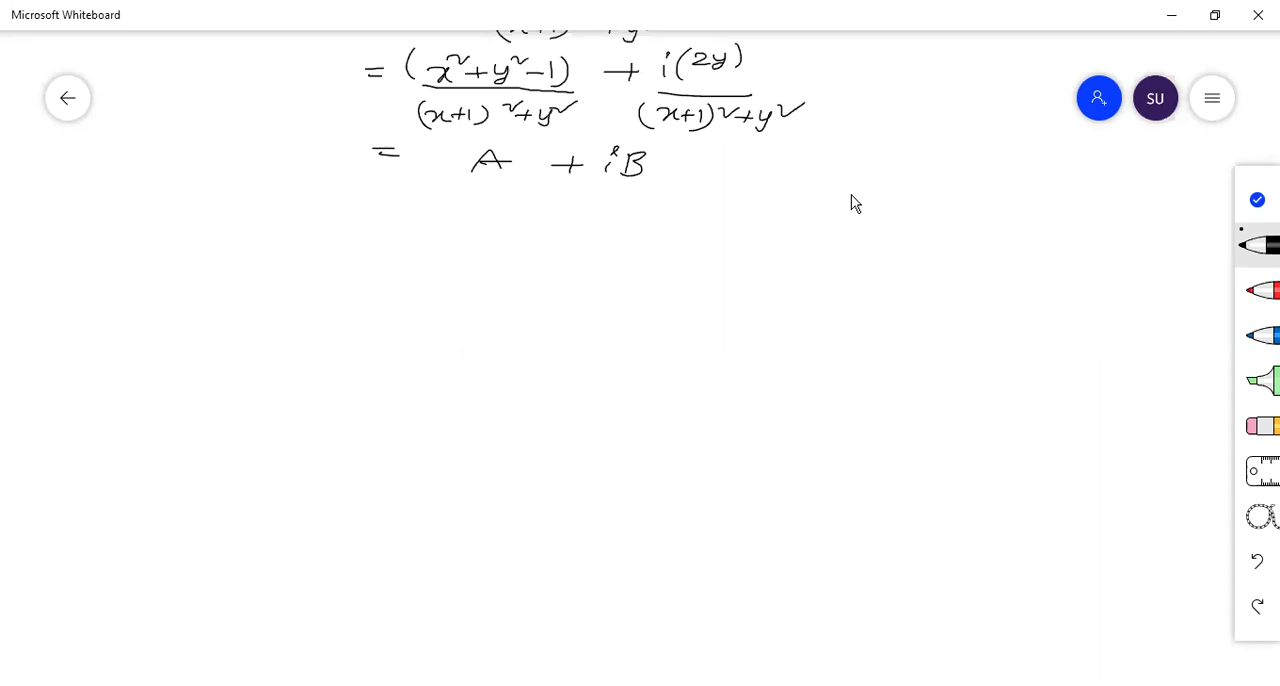 Microsoft Whiteboard
= (x²+y²-1)/((x+1)²+y²) + i(2y)/((x+1)²+y²)
= A + iB
SU